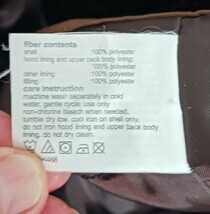 fiber contents
shell :100% polyester
hood lining and upper back body lining:
:100% polyester
other lining :100% polyester
filling :100% polyester
care instruction
machine wash separately in cold
water, gentle cycle. use only
non-chlorine bleach when needed.
tumble dry low. cool iron on shell only,
do not iron hood lining and upper back
body lining. do not dry clean.